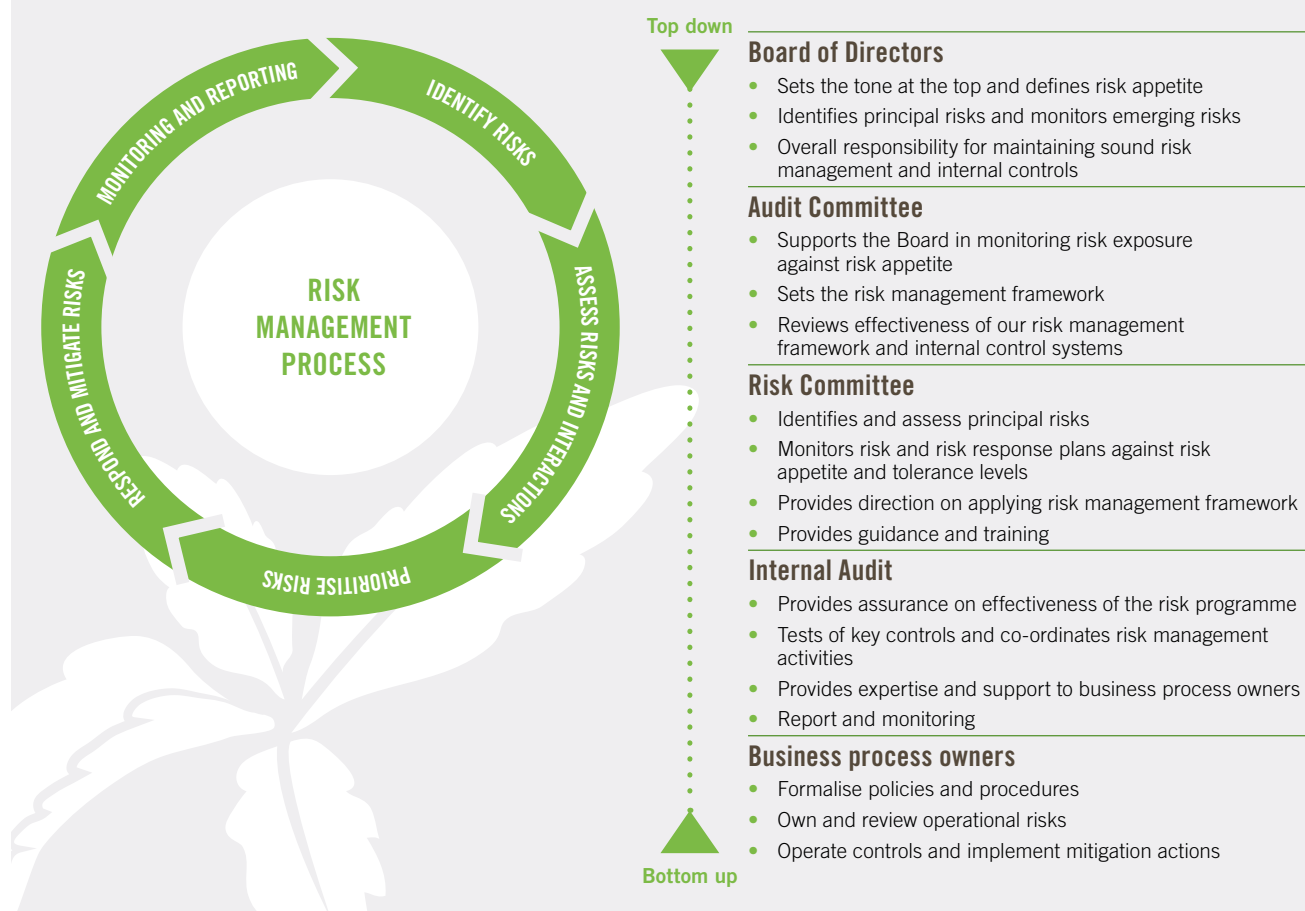 RISK
MANAGEMENT
PROCESS
IDENTIFY RISKS
ASSESS RISKS AND INTERACTIONS
PRIORITISE RISKS
RESPOND AND MITIGATE RISKS
MONITORING AND REPORTING
Top down
Board of Directors
• Sets the tone at the top and defines risk appetite
• Identifies principal risks and monitors emerging risks
• Overall responsibility for maintaining sound risk
management and internal controls
Audit Committee
• Supports the Board in monitoring risk exposure
against risk appetite
• Sets the risk management framework
• Reviews effectiveness of our risk management
framework and internal control systems
Risk Committee
• Identifies and assess principal risks
• Monitors risk and risk response plans against risk
appetite and tolerance levels
• Provides direction on applying risk management framework
• Provides guidance and training
Internal Audit
• Provides assurance on effectiveness of the risk programme
• Tests of key controls and co-ordinates risk management
activities
• Provides expertise and support to business process owners
• Report and monitoring
Business process owners
• Formalise policies and procedures
• Own and review operational risks
• Operate controls and implement mitigation actions
Bottom up